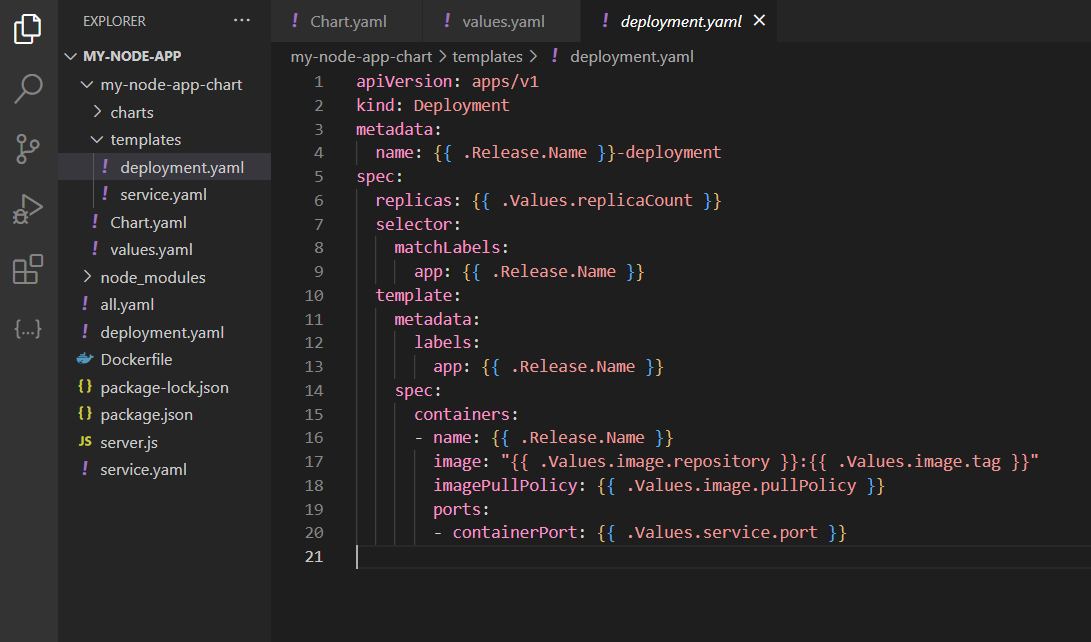 EXPLORER
MY-NODE-APP
my-node-app-chart
charts
templates
! deployment.yaml
! service.yaml
! Chart.yaml
! values.yaml
node_modules
! all.yaml
! deployment.yaml
Dockerfile
{} package-lock.json
{} package.json
JS server.js
! service.yaml
{...}
! Chart.yaml
! values.yaml
! deployment.yaml
my-node-app-chart > templates > ! deployment.yaml
1 apiVersion: apps/v1
2 kind: Deployment
3 metadata:
4   name: {{ .Release.Name }}-deployment
5 spec:
6   replicas: {{ .Values.replicaCount }}
7   selector:
8     matchLabels:
9       app: {{ .Release.Name }}
10   template:
11     metadata:
12       labels:
13         app: {{ .Release.Name }}
14     spec:
15       containers:
16       - name: {{ .Release.Name }}
17         image: "{{ .Values.image.repository }}:{{ .Values.image.tag }}"
18         imagePullPolicy: {{ .Values.image.pullPolicy }}
19         ports:
20         - containerPort: {{ .Values.service.port }}
21